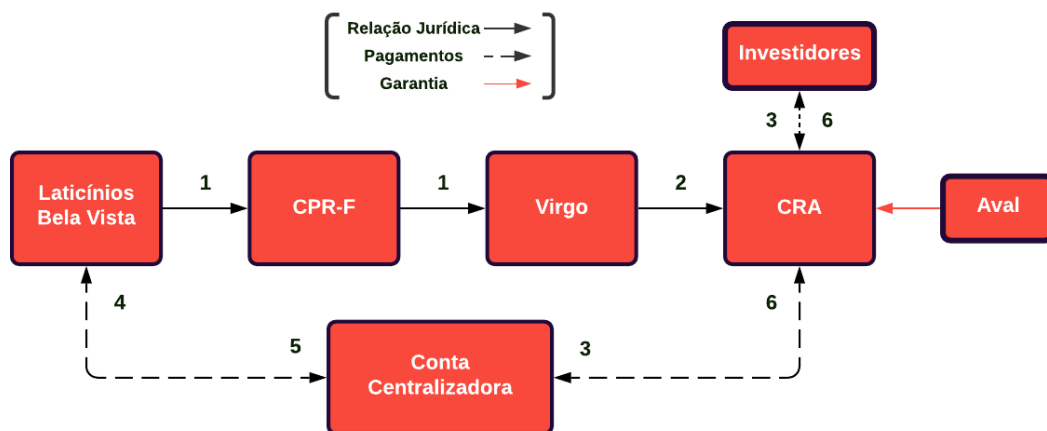 Relação Jurídica
Pagamentos
Garantia
Investidores
3 6
Laticínios
Bela Vista
1
CPR-F
1
Virgo
2
CRA
Aval
4
5
Conta
Centralizadora
3
6